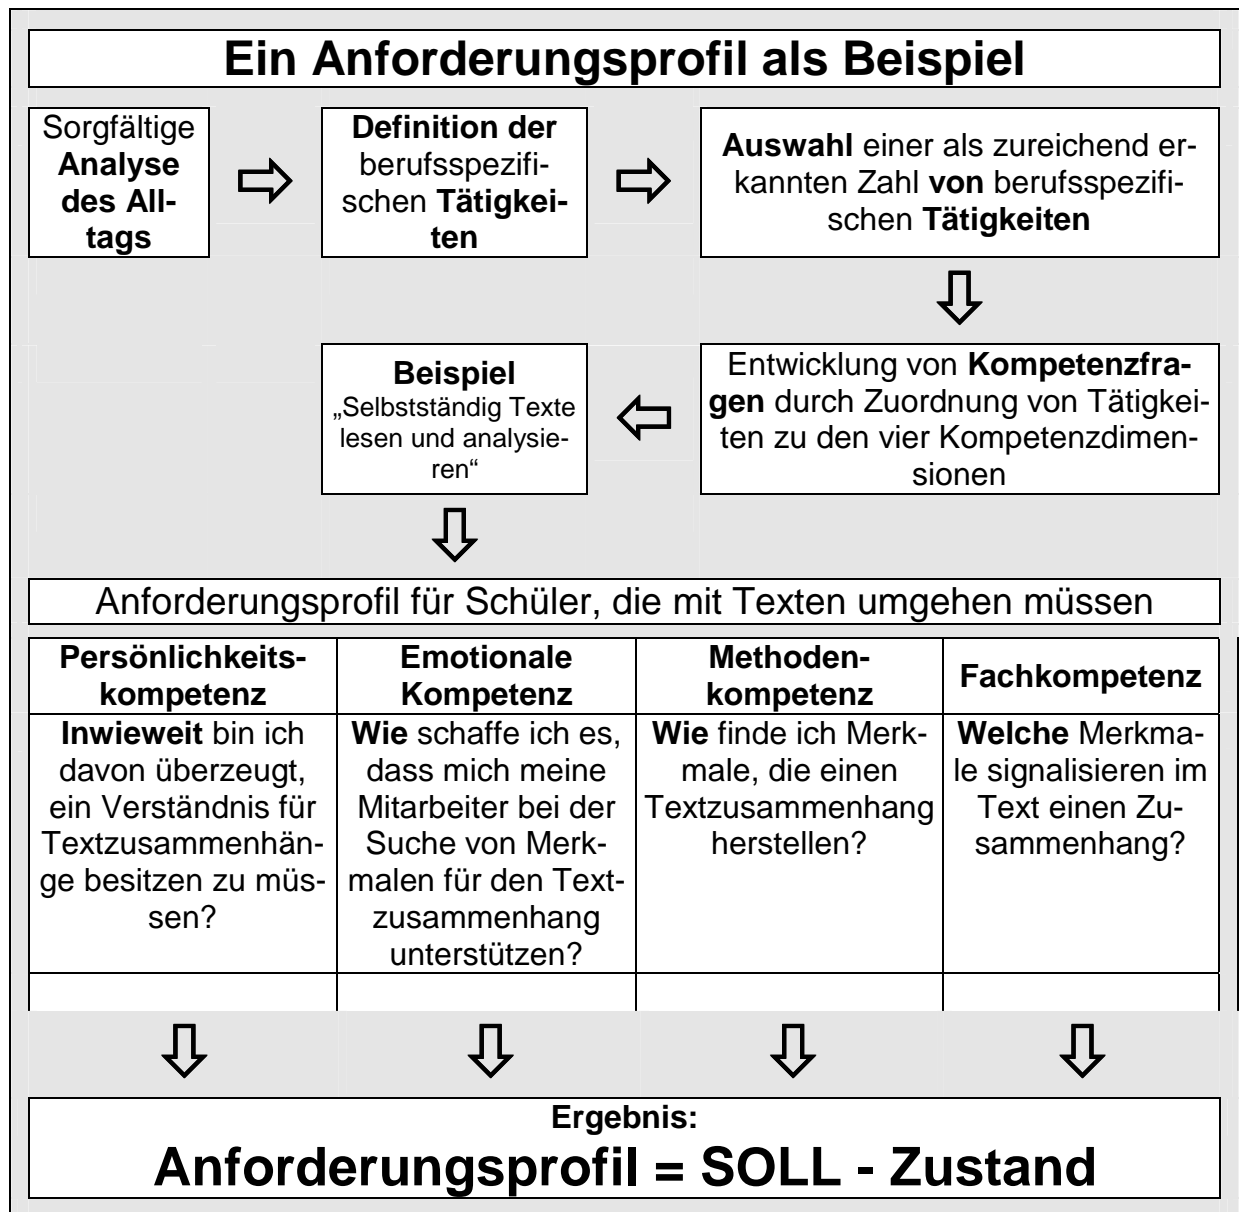 Ein Anforderungsprofil als Beispiel
Sorgfältige
Analyse
des All-
tags
Definition der
berufsspezifi-
schen Tätigkei-
ten
Auswahl einer als zureichend er-
kannten Zahl von berufsspezifi-
schen Tätigkeiten
Entwicklung von Kompetenzfra-
gen durch Zuordnung von Tätigkei-
ten zu den vier Kompetenzdimen-
sionen
Beispiel
„Selbstständig Texte
lesen und analysie-
ren“
Anforderungsprofil für Schüler, die mit Texten umgehen müssen
Persönlichkeits-
kompetenz
Inwieweit bin ich
davon überzeugt,
ein Verständnis für
Textzusammenhän-
ge besitzen zu müs-
sen?
Emotionale
Kompetenz
Wie schaffe ich es,
dass mich meine
Mitarbeiter bei der
Suche von Merk-
malen für den Text-
zusammenhang
unterstützen?
Methoden-
kompetenz
Wie finde ich Merk-
male, die einen
Textzusammenhang
herstellen?
Fachkompetenz
Welche Merkma-
le signalisieren im
Text einen Zu-
sammenhang?
Ergebnis:
Anforderungsprofil = SOLL - Zustand